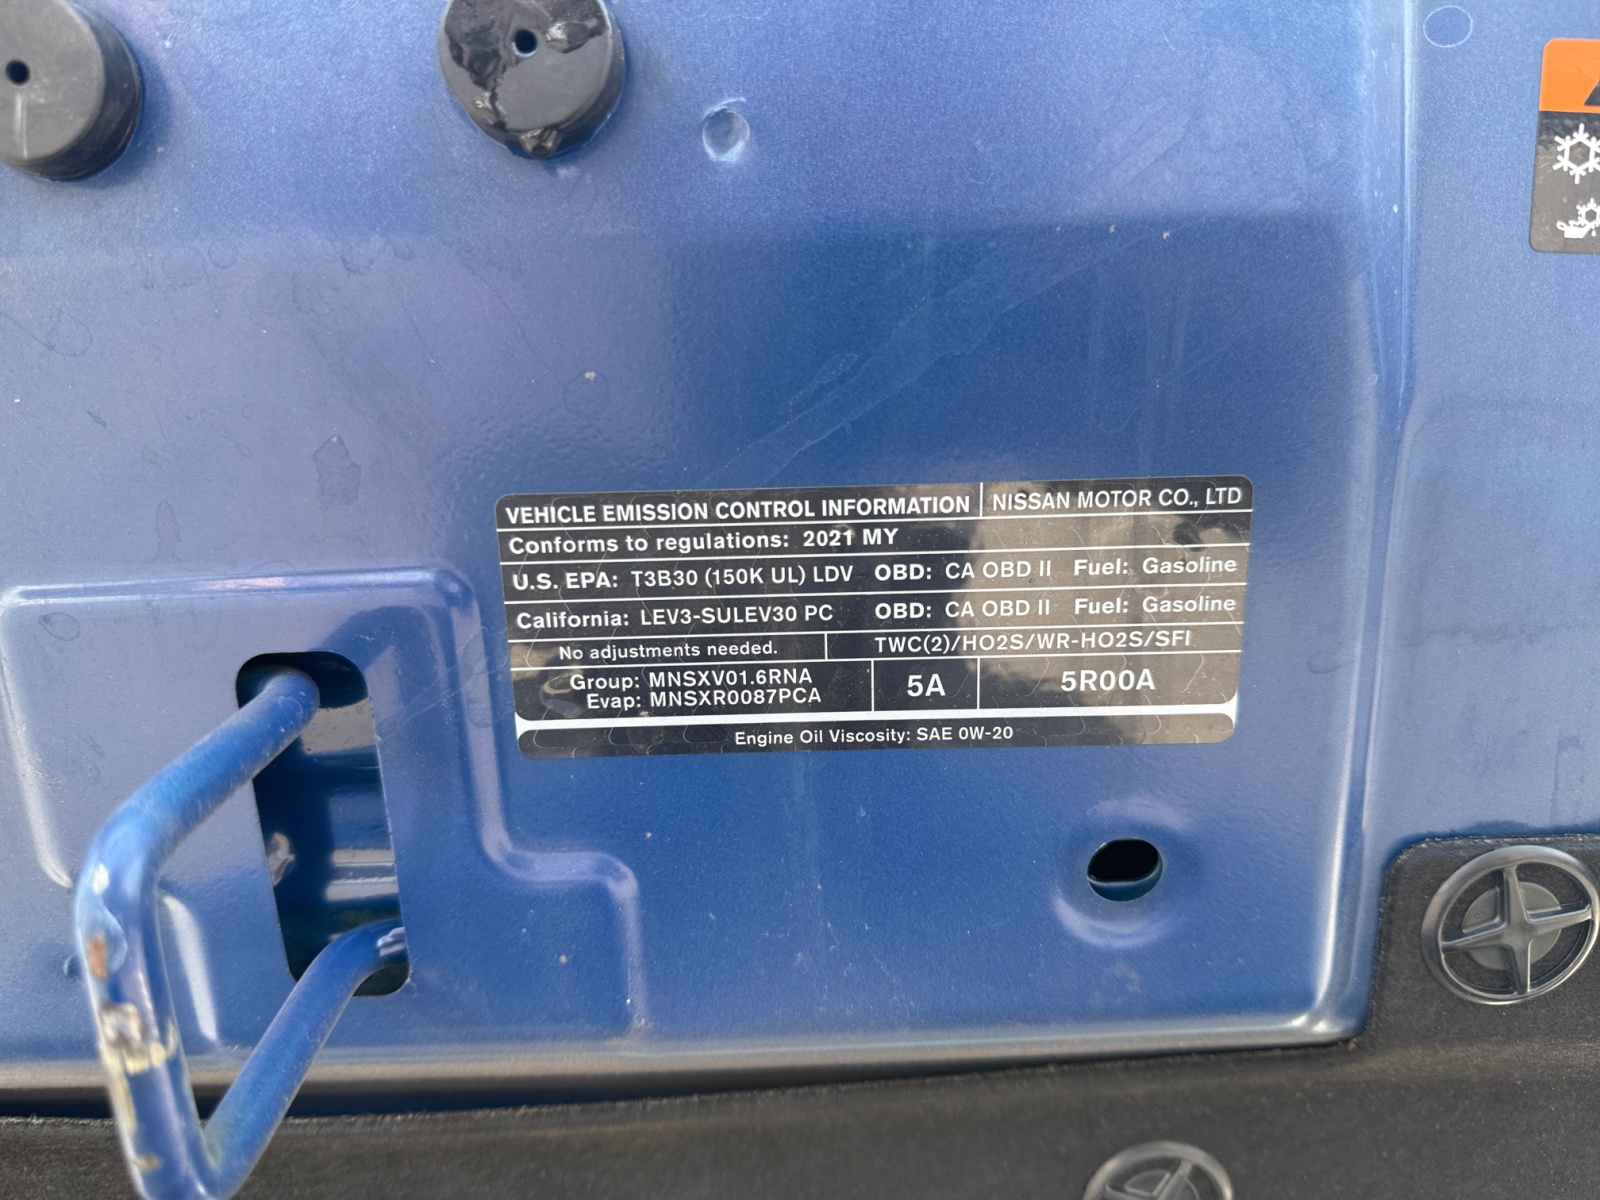 VEHICLE EMISSION CONTROL INFORMATION NISSAN MOTOR CO., LTD
Conforms to regulations: 2021 MY
U.S. EPA: T3B30 (150K UL) LDV OBD: CA OBD II Fuel: Gasoline
California: LEV3-SULEV30 PC OBD: CA OBD II Fuel: Gasoline
No adjustments needed. TWC(2)/HO2S/WR-HO2S/SFI
Group: MNSXV01.6RNA
Evap: MNSXR0087PCA
5A
5R00A
Engine Oil Viscosity: SAE 0W-20